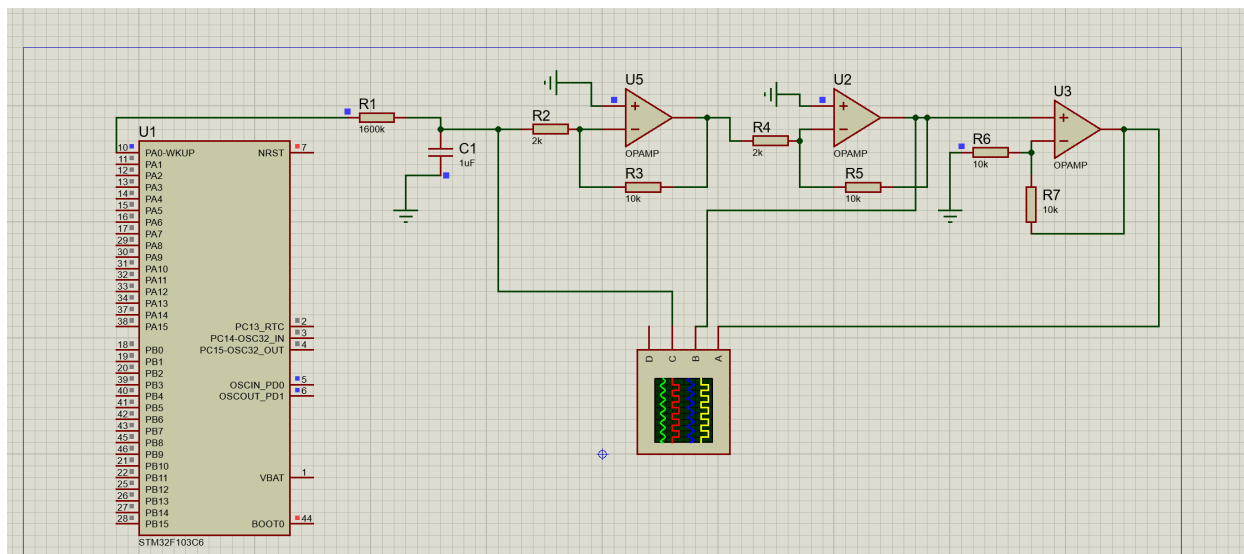 U1
10 PA0-WKUP
11 PA1
12 PA2
13 PA3
14 PA4
15 PA5
16 PA6
17 PA7
29 PA8
30 PA9
31 PA10
32 PA11
33 PA12
34 PA13
37 PA14
38 PA15
18 PB0
19 PB1
20 PB2
39 PB3
40 PB4
41 PB5
42 PB6
43 PB7
45 PB8
46 PB9
21 PB10
22 PB11
25 PB12
26 PB13
27 PB14
28 PB15
NRST 7
PC13_RTC 2
PC14-OSC32_IN 3
PC15-OSC32_OUT 4
OSCIN_PD0 5
OSCOUT_PD1 6
VBAT 1
BOOT0 44
STM32F103C6
R1
1600k
C1
1uF
R2
2k
U5
OPAMP
R3
10k
R4
2k
U2
OPAMP
R5
10k
R6
10k
U3
OPAMP
R7
10k
D C B A